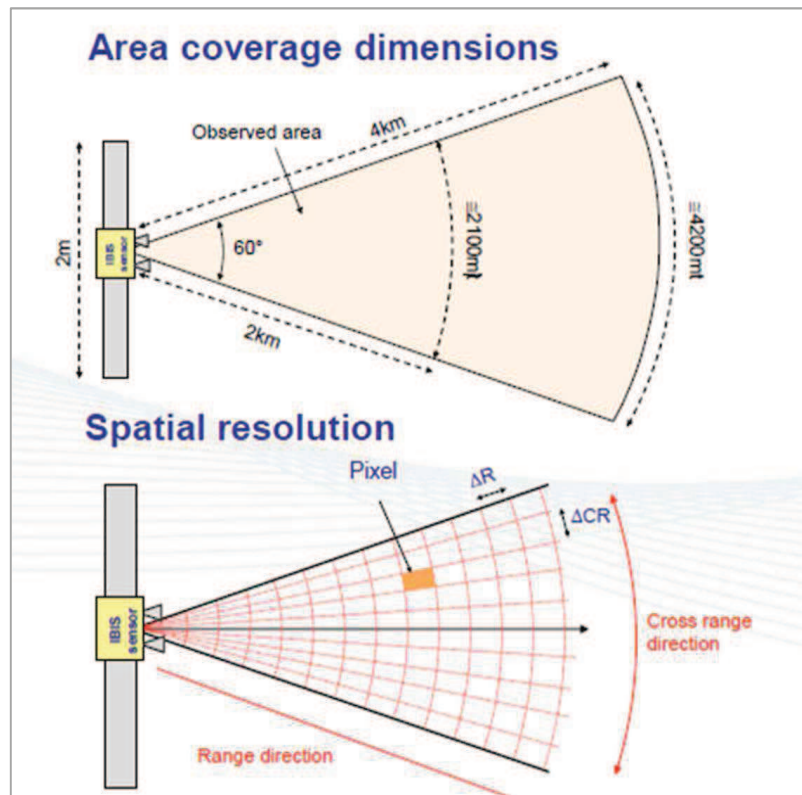 Area coverage dimensions
Observed area
4km
2m
IBIS
sensor
60°
≅2100mt
≅4200mt
2km
Spatial resolution
Pixel
ΔR
ΔCR
IBIS
sensor
Cross range
direction
Range direction